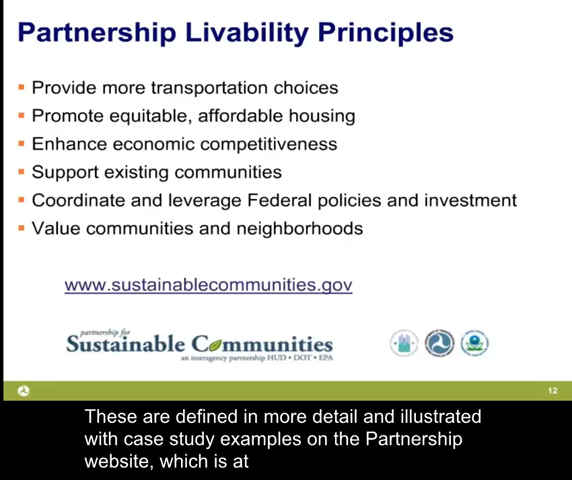 Partnership Livability Principles
Provide more transportation choices
Promote equitable, affordable housing
Enhance economic competitiveness
Support existing communities
Coordinate and leverage Federal policies and investment
Value communities and neighborhoods
www.sustainablecommunities.gov
partnership for
Sustainable Communities
an interagency partnership HUD • DOT • EPA
12
These are defined in more detail and illustrated
with case study examples on the Partnership
website, which is at